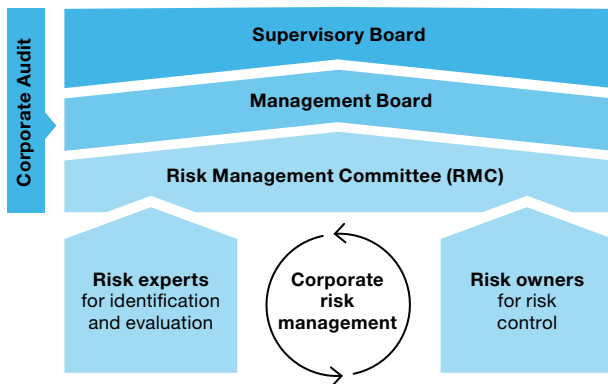 Corporate Audit
Supervisory Board
Management Board
Risk Management Committee (RMC)
Risk experts
for identification
and evaluation
Corporate
risk
management
Risk owners
for risk
control